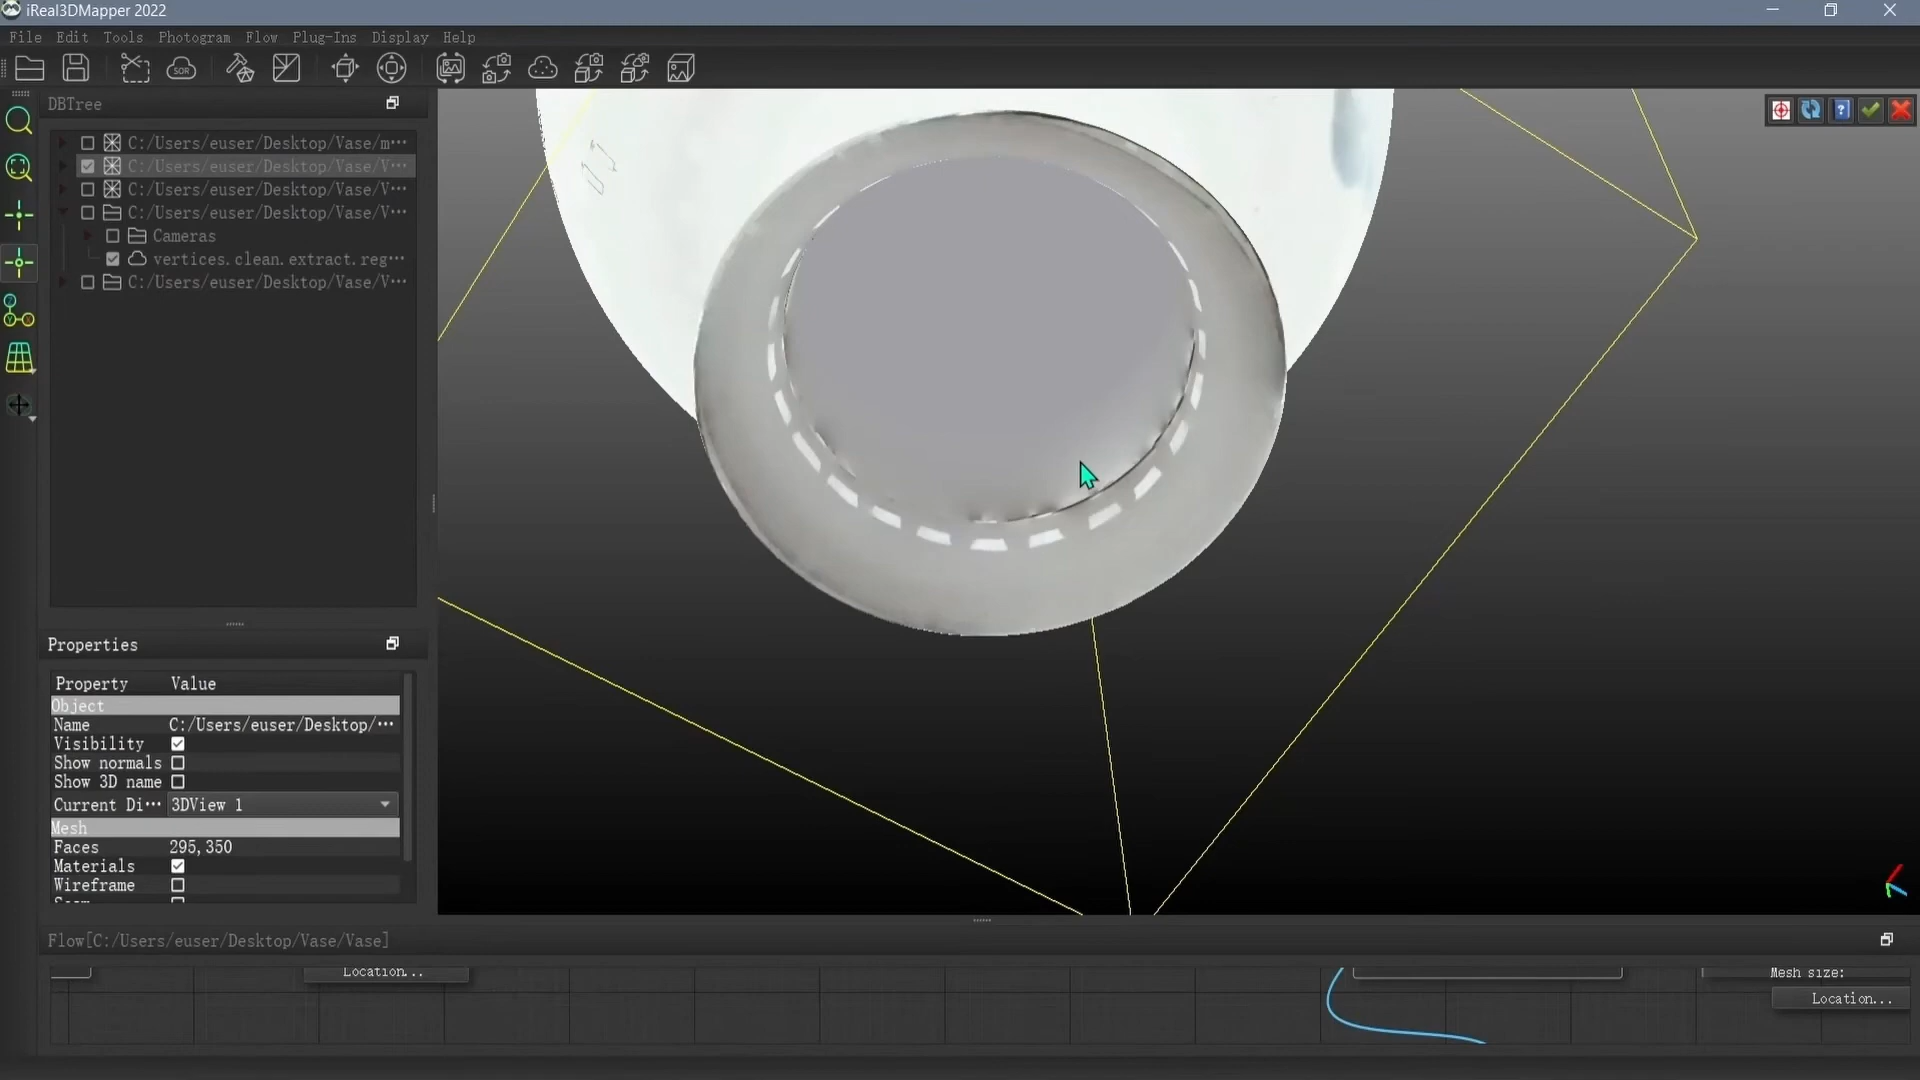 iReal3DMapper 2022
File Edit Tools Photogram Flow Plug-Ins Display Help
SOR
DBTree
C:/Users/euser/Desktop/Vase/m···
C:/Users/euser/Desktop/Vase/V···
C:/Users/euser/Desktop/Vase/V···
C:/Users/euser/Desktop/Vase/V···
Cameras
vertices.clean.extract.reg···
C:/Users/euser/Desktop/Vase/V···
Properties
Property Value
Object
Name C:/Users/euser/Desktop/···
Visibility
Show normals
Show 3D name
Current Di··· 3DView 1
Mesh
Faces 295,350
Materials
Wireframe
Flow[C:/Users/euser/Desktop/Vase/Vase]
Location...
Mesh size:
Location...